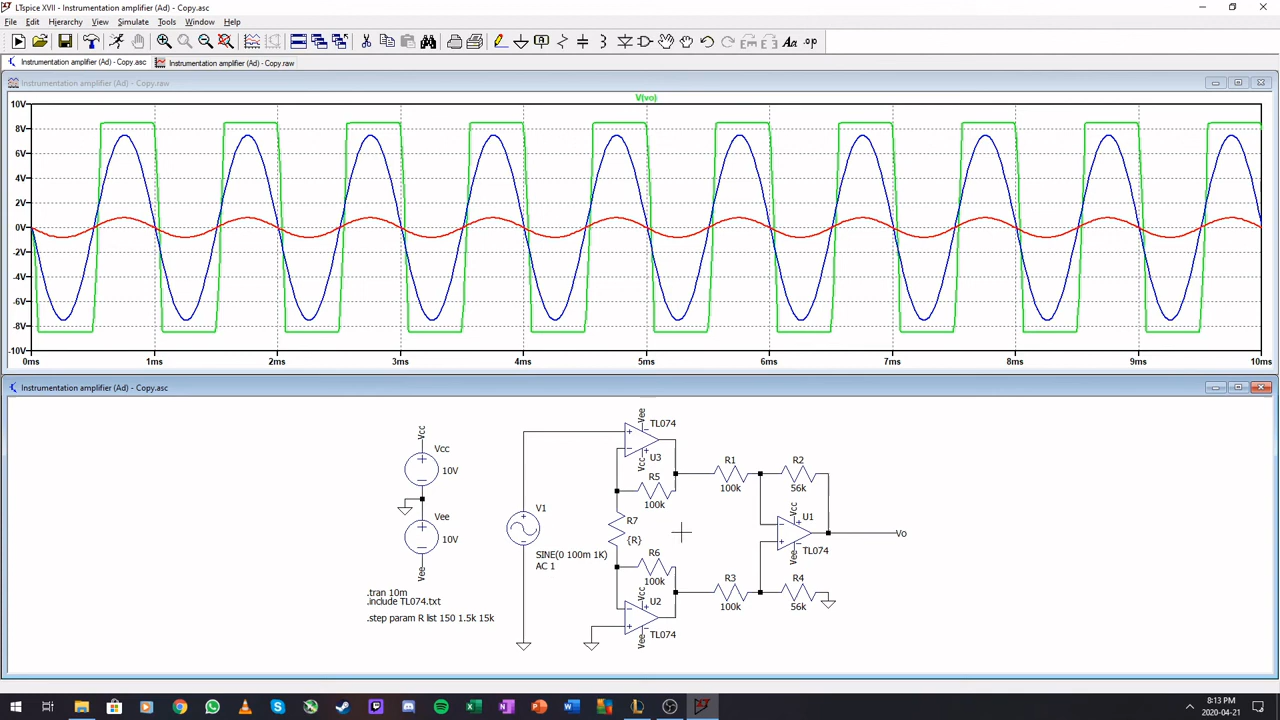 LTspice XVII - Instrumentation amplifier (Ad) - Copy.asc
File Edit Hierarchy View Simulate Tools Window Help
Instrumentation amplifier (Ad) - Copy.asc
Instrumentation amplifier (Ad) - Copy.raw
Instrumentation amplifier (Ad) - Copy.raw
V(vo)
10V
8V
6V
4V
2V
0V
-2V
-4V
-6V
-8V
-10V
0ms 1ms 2ms 3ms 4ms 5ms 6ms 7ms 8ms 9ms 10ms
Instrumentation amplifier (Ad) - Copy.asc
Vcc
Vcc
10V
Vee
10V
Vee
.tran 10m
.include TL074.txt
.step param R list 150 1.5k 15k
V1
SINE(0 100m 1K)
AC 1
Vee
TL074
U3
Vcc
R5
100k
R7
{R}
R6
100k
Vcc
U2
TL074
Vee
R1
100k
R2
56k
Vcc
U1
TL074
Vee
Vo
R3
100k
R4
56k
8:13 PM
2020-04-21